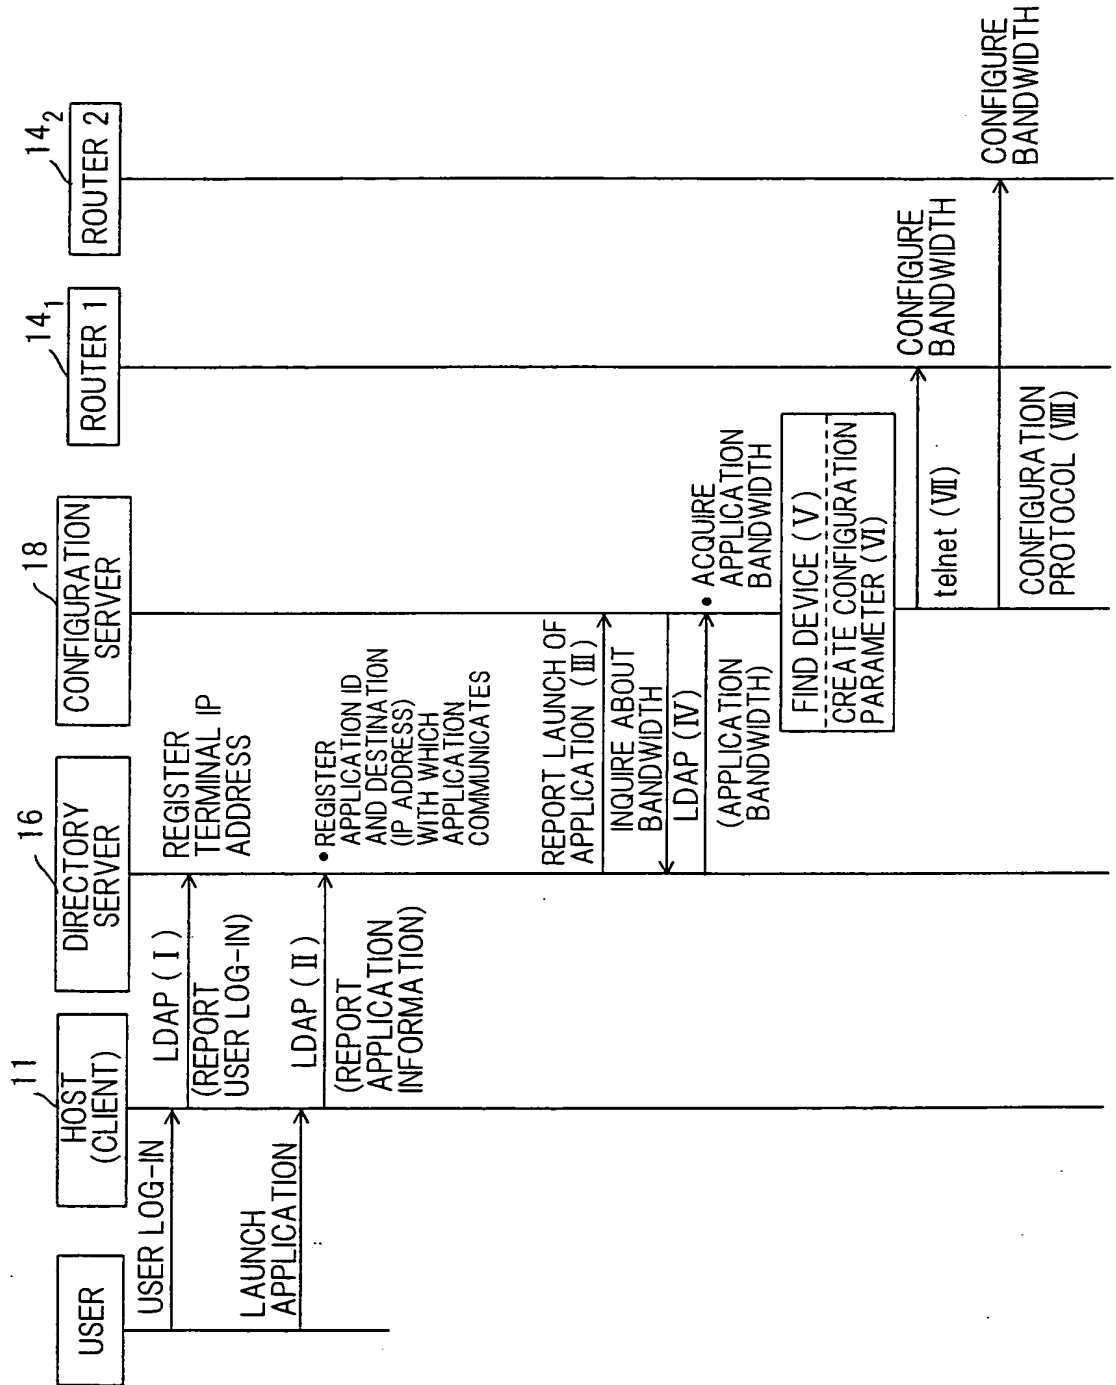 USER
11
HOST
(CLIENT)
16
DIRECTORY
SERVER
18
CONFIGURATION
SERVER
14₁
ROUTER 1
14₂
ROUTER 2
USER LOG-IN
LDAP (Ⅰ)
(REPORT
USER LOG-IN)
REGISTER
TERMINAL IP
ADDRESS
LAUNCH
APPLICATION
LDAP (Ⅱ)
(REPORT
APPLICATION
INFORMATION)
• REGISTER
APPLICATION ID
AND DESTINATION
(IP ADDRESS)
WITH WHICH
APPLICATION
COMMUNICATES
REPORT LAUNCH OF
APPLICATION (Ⅲ)
INQUIRE ABOUT
BANDWIDTH
LDAP (Ⅳ)
(APPLICATION
BANDWIDTH)
• ACQUIRE
APPLICATION
BANDWIDTH
FIND DEVICE (Ⅴ)
CREATE CONFIGURATION
PARAMETER (Ⅵ)
telnet (Ⅶ)
CONFIGURE
BANDWIDTH
CONFIGURATION
PROTOCOL (Ⅷ)
CONFIGURE
BANDWIDTH